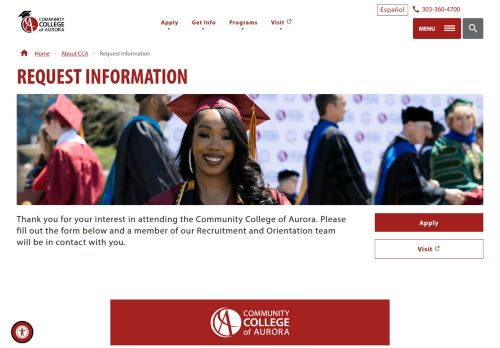 Español
303-360-4700
COMMUNITY
COLLEGE
of AURORA
Apply
Get Info
Programs
Visit
MENU
Home
About CCA
Request Information
REQUEST INFORMATION
Thank you for your interest in attending the Community College of Aurora. Please
fill out the form below and a member of our Recruitment and Orientation team
will be in contact with you.
Apply
Visit
COMMUNITY
COLLEGE
of AURORA